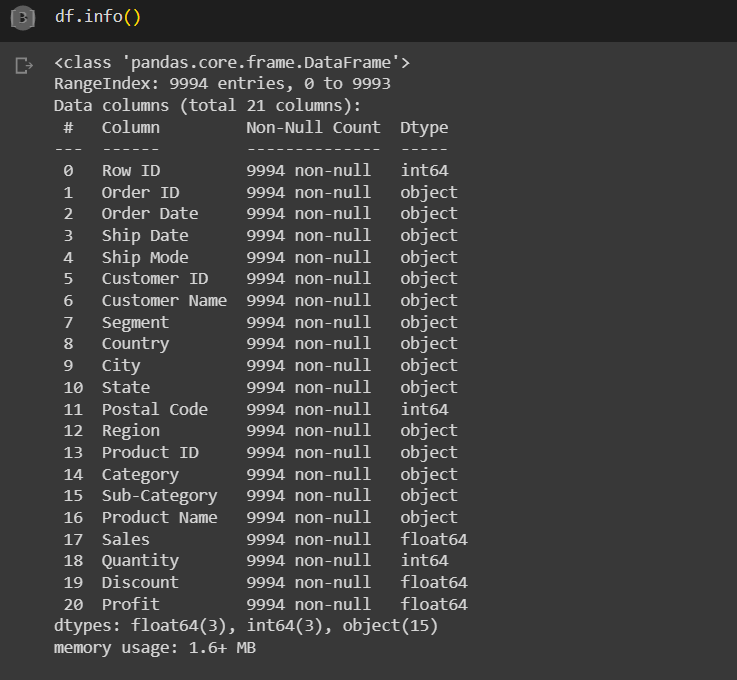 df.info()
<class 'pandas.core.frame.DataFrame'>
RangeIndex: 9994 entries, 0 to 9993
Data columns (total 21 columns):
 #   Column         Non-Null Count  Dtype
---  ------         --------------  -----
 0   Row ID         9994 non-null   int64
 1   Order ID       9994 non-null   object
 2   Order Date     9994 non-null   object
 3   Ship Date      9994 non-null   object
 4   Ship Mode      9994 non-null   object
 5   Customer ID    9994 non-null   object
 6   Customer Name  9994 non-null   object
 7   Segment        9994 non-null   object
 8   Country        9994 non-null   object
 9   City           9994 non-null   object
 10  State          9994 non-null   object
 11  Postal Code    9994 non-null   int64
 12  Region         9994 non-null   object
 13  Product ID     9994 non-null   object
 14  Category       9994 non-null   object
 15  Sub-Category   9994 non-null   object
 16  Product Name   9994 non-null   object
 17  Sales          9994 non-null   float64
 18  Quantity       9994 non-null   int64
 19  Discount       9994 non-null   float64
 20  Profit         9994 non-null   float64
dtypes: float64(3), int64(3), object(15)
memory usage: 1.6+ MB